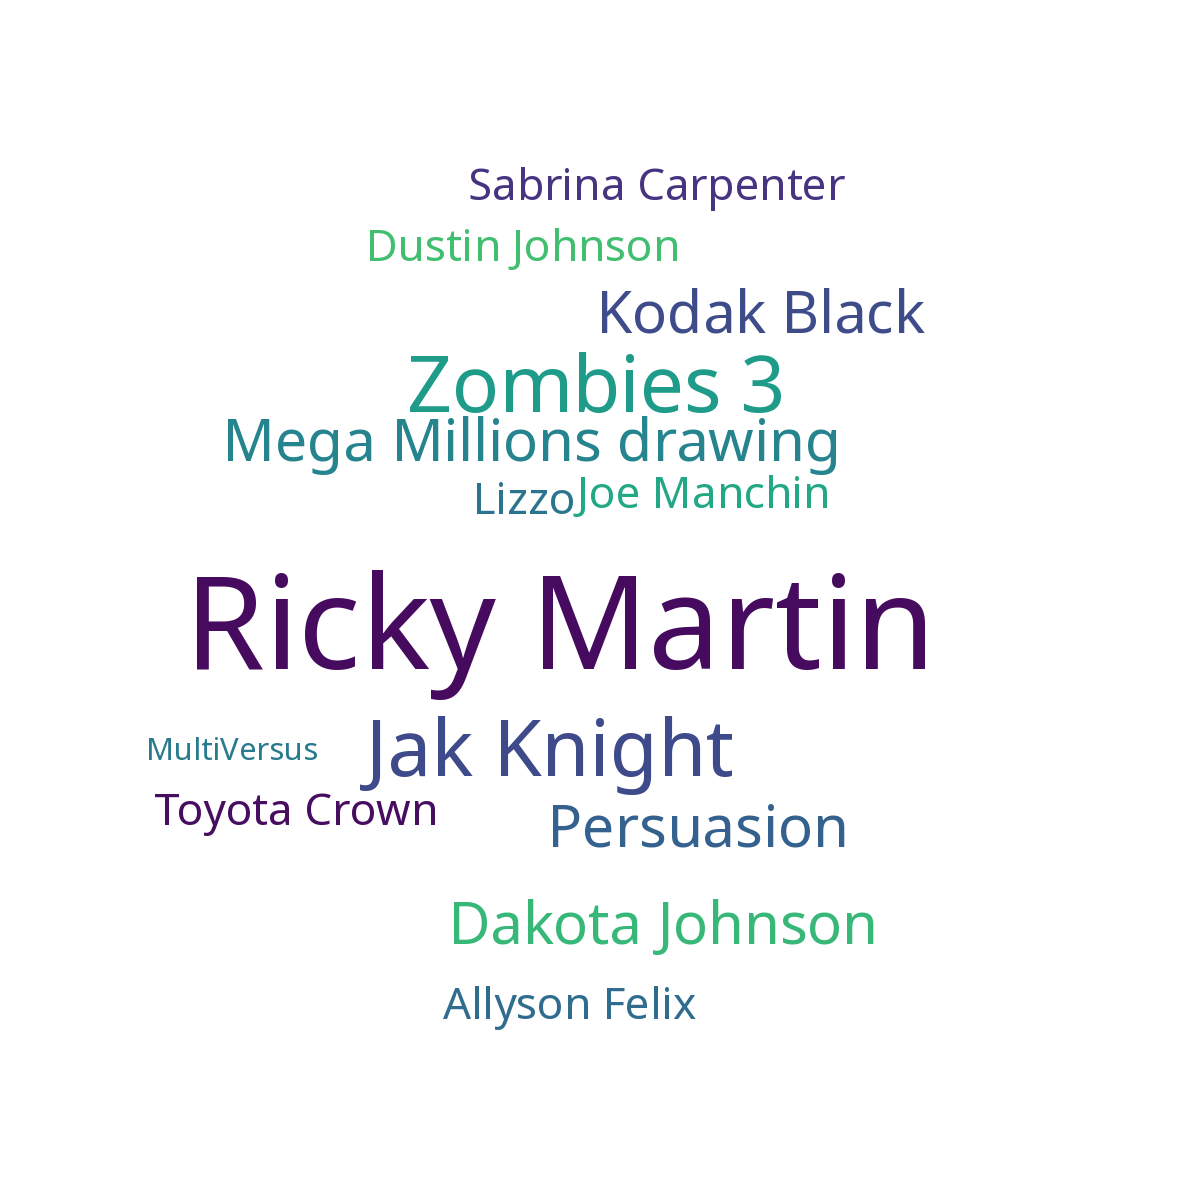 Sabrina Carpenter
Dustin Johnson
Kodak Black
Zombies 3
Mega Millions drawing
Lizzo
Joe Manchin
Ricky Martin
Jak Knight
MultiVersus
Toyota Crown
Persuasion
Dakota Johnson
Allyson Felix